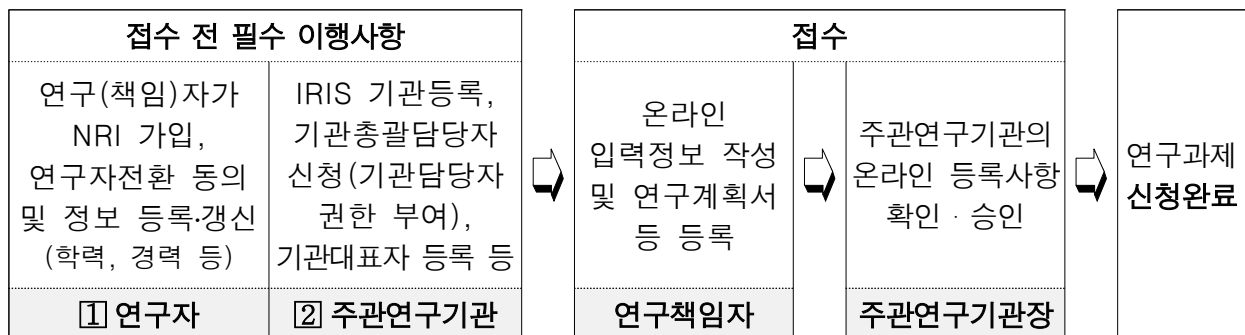 접수 전 필수 이행사항
연구(책임)자가
NRI 가입,
연구자전환 동의
및 정보 등록·갱신
(학력, 경력 등)
1 연구자
IRIS 기관등록,
기관총괄담당자
신청(기관담당자
권한 부여),
기관대표자 등록 등
2 주관연구기관
접수
온라인
입력정보 작성
및 연구계획서
등 등록
연구책임자
주관연구기관의
온라인 등록사항
확인 · 승인
주관연구기관장
연구과제
신청완료